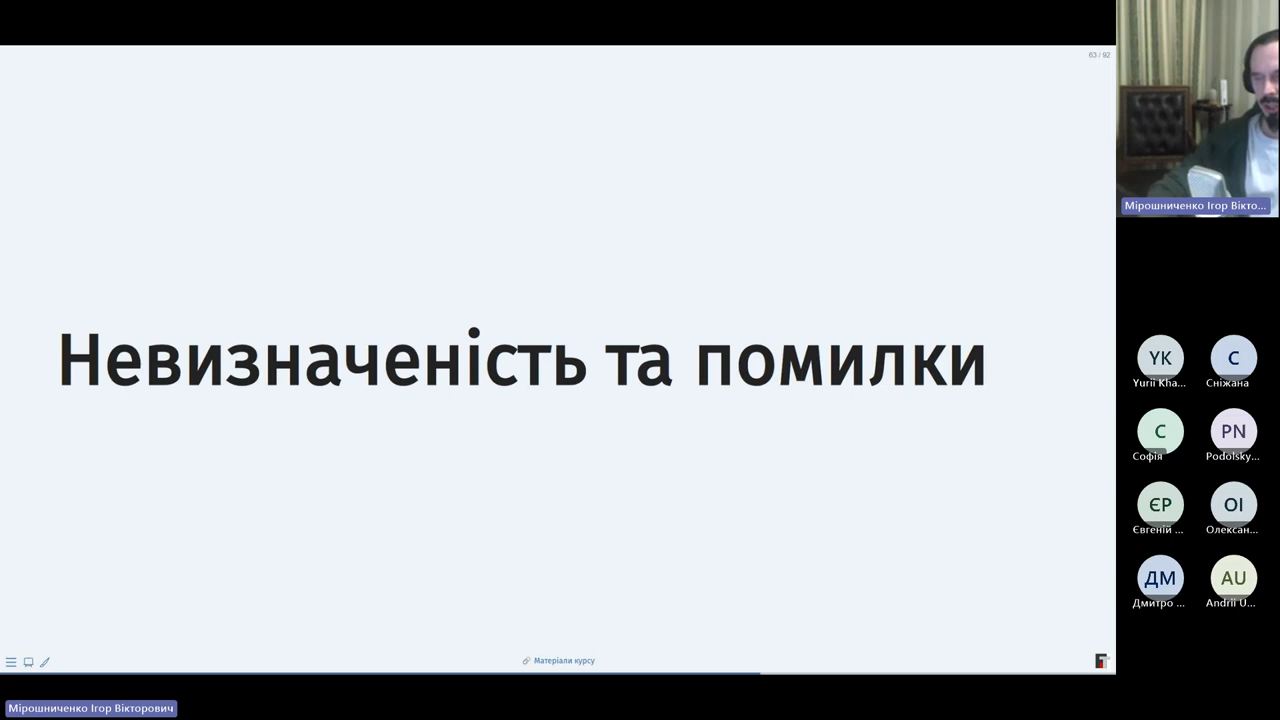 63 / 92
Невизначеність та помилки
Матеріали курсу
Мірошниченко Ігор Вікто...
YK
Yurii Kha...
С
Сніжана
С
Софія
PN
Podolsky...
ЄР
Євгеній ...
ОІ
Олексан...
ДМ
Дмитро ...
AU
Andrii U...
Мірошниченко Ігор Вікторович